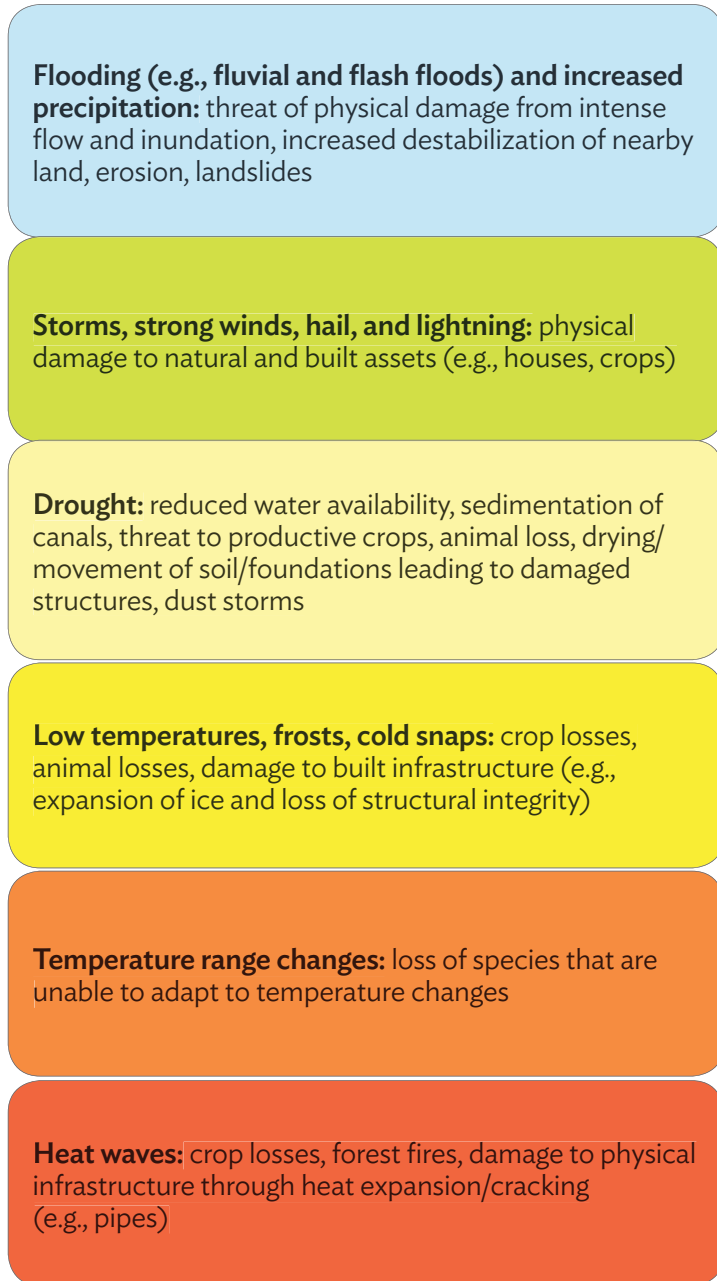 Flooding (e.g., fluvial and flash floods) and increased
precipitation: threat of physical damage from intense
flow and inundation, increased destabilization of nearby
land, erosion, landslides
Storms, strong winds, hail, and lightning: physical
damage to natural and built assets (e.g., houses, crops)
Drought: reduced water availability, sedimentation of
canals, threat to productive crops, animal loss, drying/
movement of soil/foundations leading to damaged
structures, dust storms
Low temperatures, frosts, cold snaps: crop losses,
animal losses, damage to built infrastructure (e.g.,
expansion of ice and loss of structural integrity)
Temperature range changes: loss of species that are
unable to adapt to temperature changes
Heat waves: crop losses, forest fires, damage to physical
infrastructure through heat expansion/cracking
(e.g., pipes)